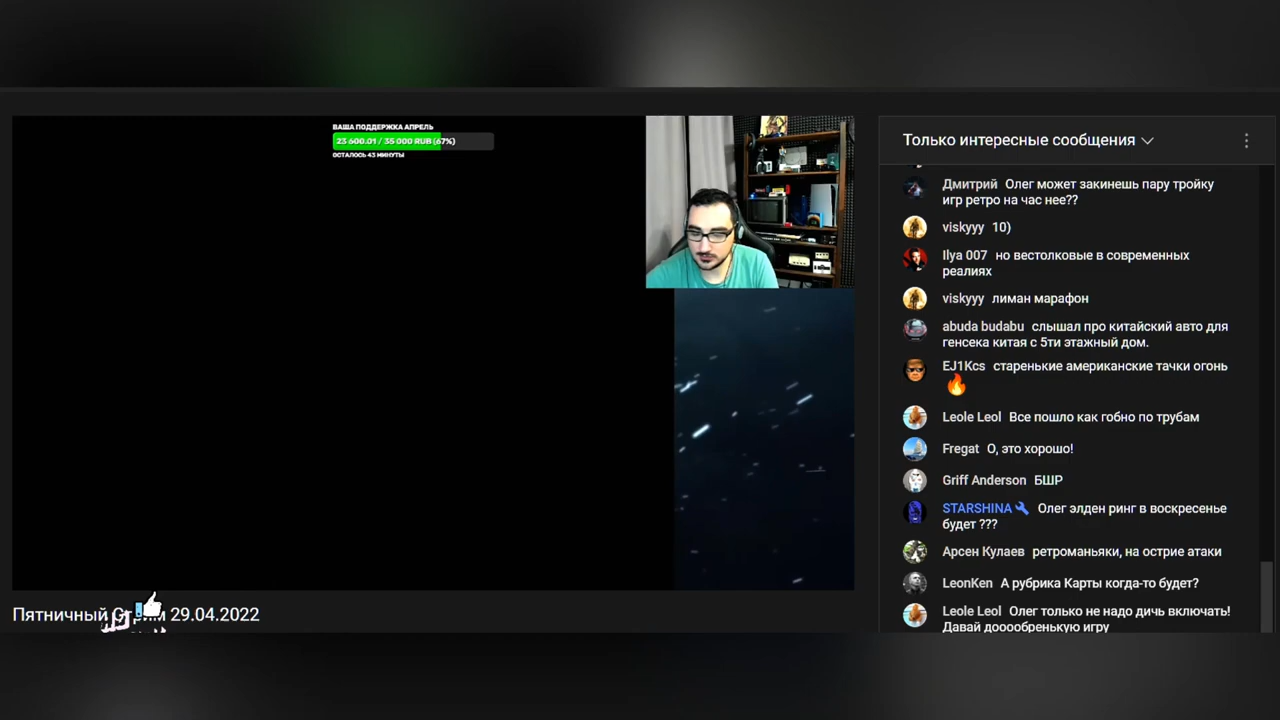 ВАША ПОДДЕРЖКА АПРЕЛЬ
23 600.01 / 35 000 RUB (67%)
ОСТАЛОСЬ 43 МИНУТЫ
Пятничный Стрим 29.04.2022
Только интересные сообщения
Дмитрий Олег может закинешь пару тройку
игр ретро на час нее??
viskyyy 10)
Ilya 007 но вестолковые в современных
реалиях
viskyyy лиман марафон
abuda budabu слышал про китайский авто для
генсека китая с 5ти этажный дом.
EJ1Kcs старенькие американские тачки огонь
🔥
Leole Leol Все пошло как гобно по трубам
Fregat О, это хорошо!
Griff Anderson БШР
STARSHINA Олег элден ринг в воскресенье
будет ???
Арсен Кулаев ретроманьяки, на острие атаки
LeonKen А рубрика Карты когда-то будет?
Leole Leol Олег только не надо дичь включать!
Давай дооообренькую игру